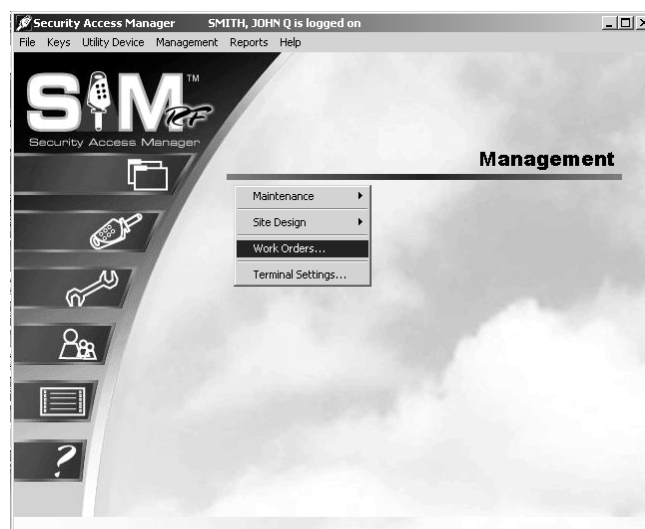 Security Access Manager SMITH, JOHN Q is logged on
File Keys Utility Device Management Reports Help
SAM TM
RF
Security Access Manager
Management
Maintenance
Site Design
Work Orders...
Terminal Settings...
?